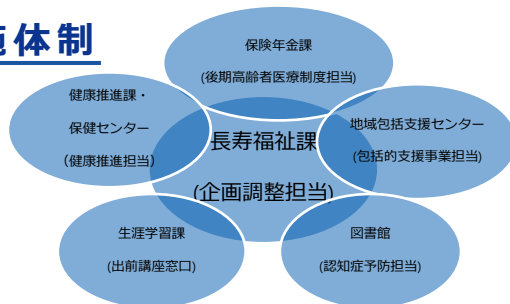 施体制
保険年金課
(後期高齢者医療制度担当)
健康推進課・
保健センター
(健康推進担当)
長寿福祉課
(企画調整担当)
地域包括支援センター
(包括的支援事業担当)
生涯学習課
(出前講座窓口)
図書館
(認知症予防担当)